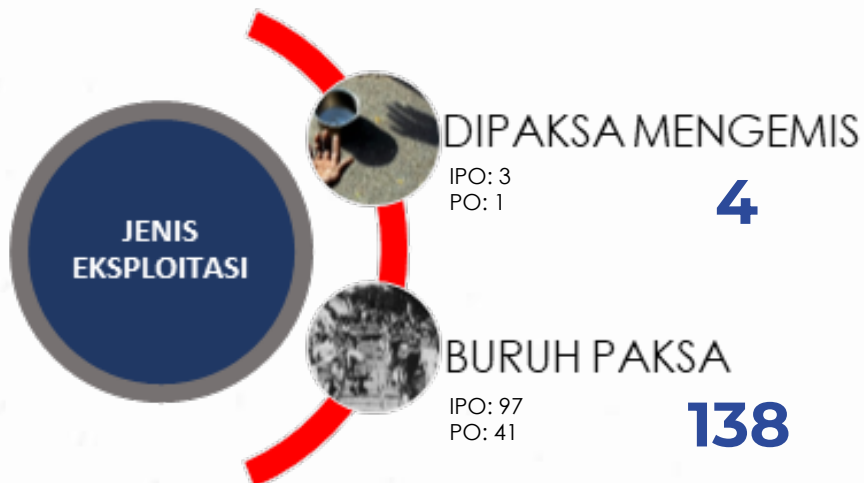 JENIS
EKSPLOITASI
DIPAKSA MENGEMIS
IPO: 3
PO: 1
4
BURUH PAKSA
IPO: 97
PO: 41
138